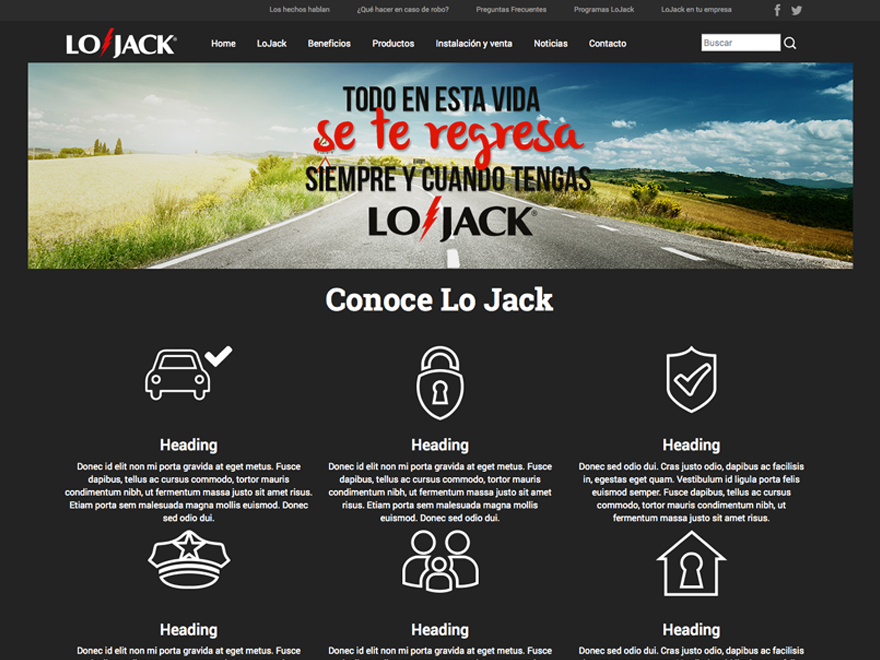 Los hechos hablan ¿Qué hacer en caso de robo? Preguntas Frecuentes Programas LoJack LoJack en tu empresa
LO JACK®
Home LoJack Beneficios Productos Instalación y venta Noticias Contacto
Buscar
TODO EN ESTA VIDA
se te regresa
SIEMPRE Y CUANDO TENGAS
LO JACK®
Conoce Lo Jack
Heading
Donec id elit non mi porta gravida at eget metus. Fusce
dapibus, tellus ac cursus commodo, tortor mauris
condimentum nibh, ut fermentum massa justo sit amet risus.
Etiam porta sem malesuada magna mollis euismod. Donec
sed odio dui.
Heading
Donec id elit non mi porta gravida at eget metus. Fusce
dapibus, tellus ac cursus commodo, tortor mauris
condimentum nibh, ut fermentum massa justo sit amet
risus. Etiam porta sem malesuada magna mollis
euismod. Donec sed odio dui.
Heading
Donec sed odio dui. Cras justo odio, dapibus ac facilisis
in, egestas eget quam. Vestibulum id ligula porta felis
euismod semper. Fusce dapibus, tellus ac cursus
commodo, tortor mauris condimentum nibh, ut
fermentum massa justo sit amet risus.
Heading
Donec id elit non mi porta gravida at eget metus. Fusce
Heading
Donec id elit non mi porta gravida at eget metus. Fusce
Heading
Donec sed odio dui. Cras justo odio, dapibus ac facilisis